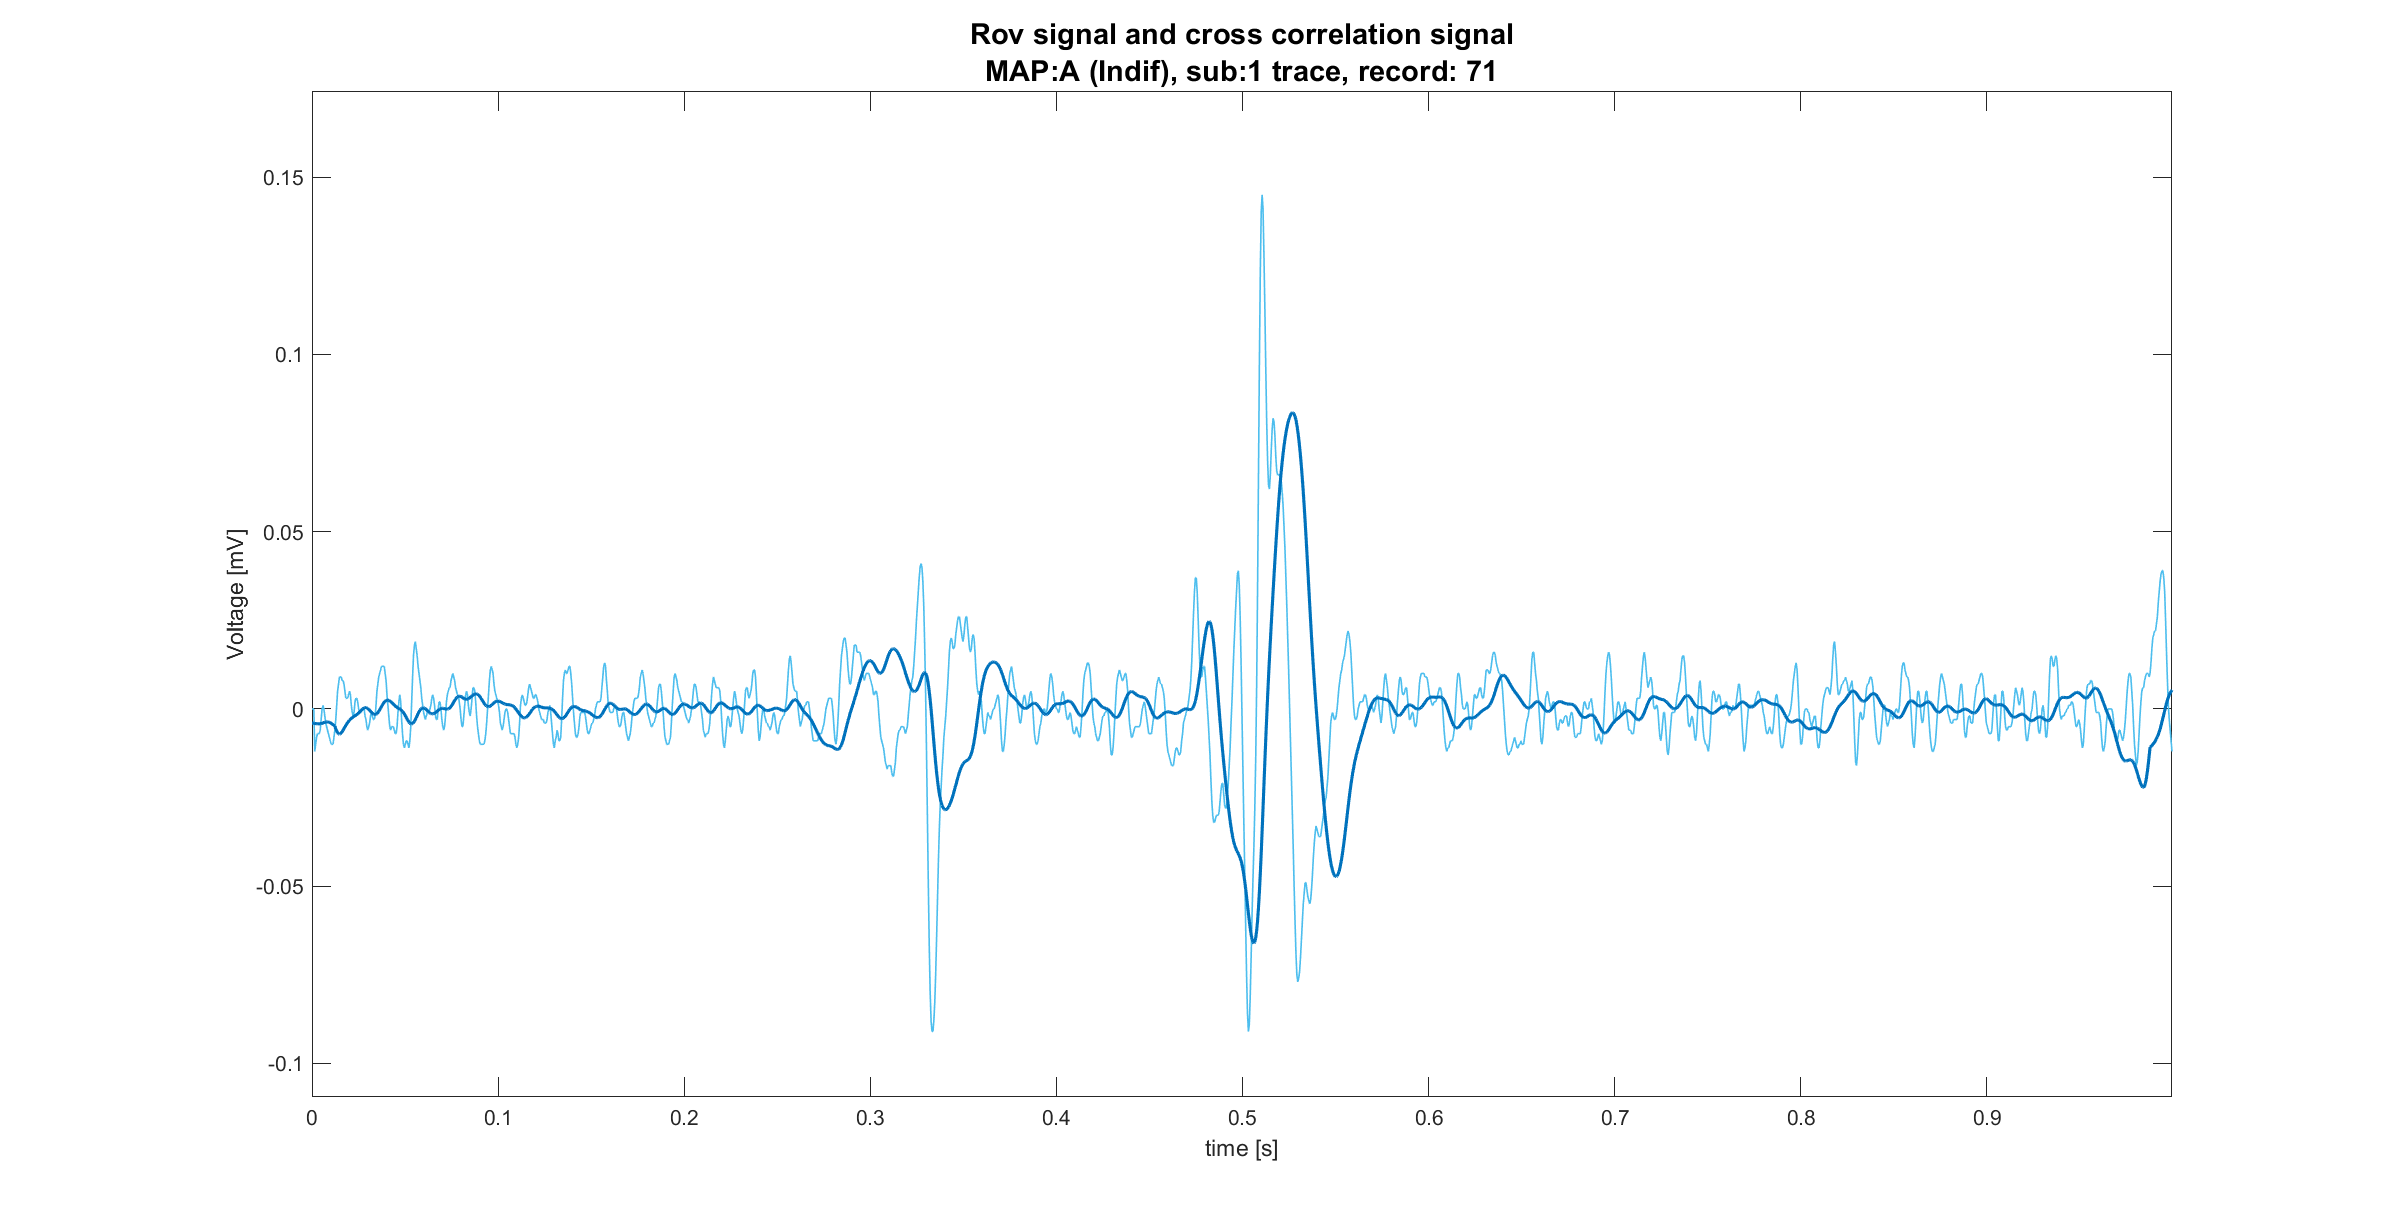 Rov signal and cross correlation signal
MAP:A (Indif), sub:1 trace, record: 71
0.15
0.1
0.05
0
-0.05
-0.1
Voltage [mV]
0 0.1 0.2 0.3 0.4 0.5 0.6 0.7 0.8 0.9
time [s]